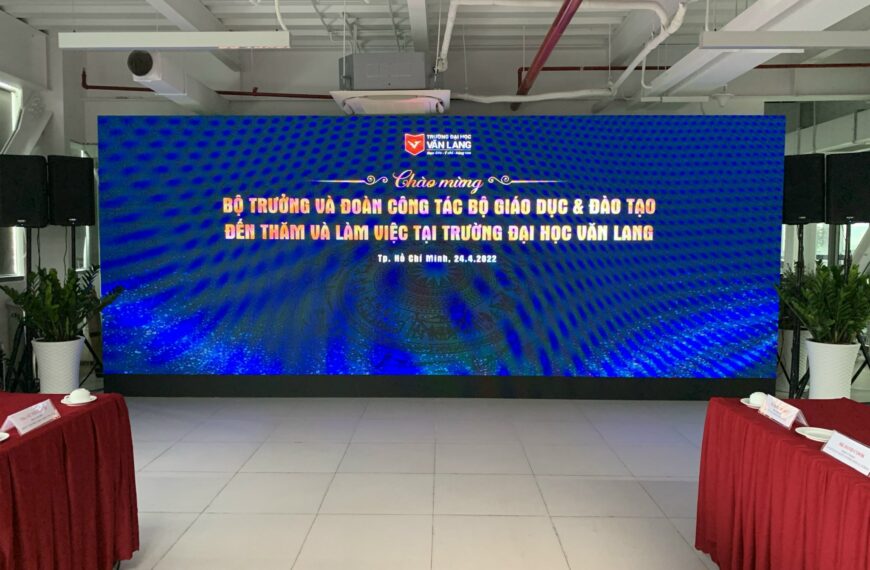 TRƯỜNG ĐẠI HỌC
VĂN LANG
Chào mừng
BỘ TRƯỞNG VÀ ĐOÀN CÔNG TÁC BỘ GIÁO DỤC & ĐÀO TẠO
ĐẾN THĂM VÀ LÀM VIỆC TẠI TRƯỜNG ĐẠI HỌC VĂN LANG
Tp. Hồ Chí Minh, 24.4.2022